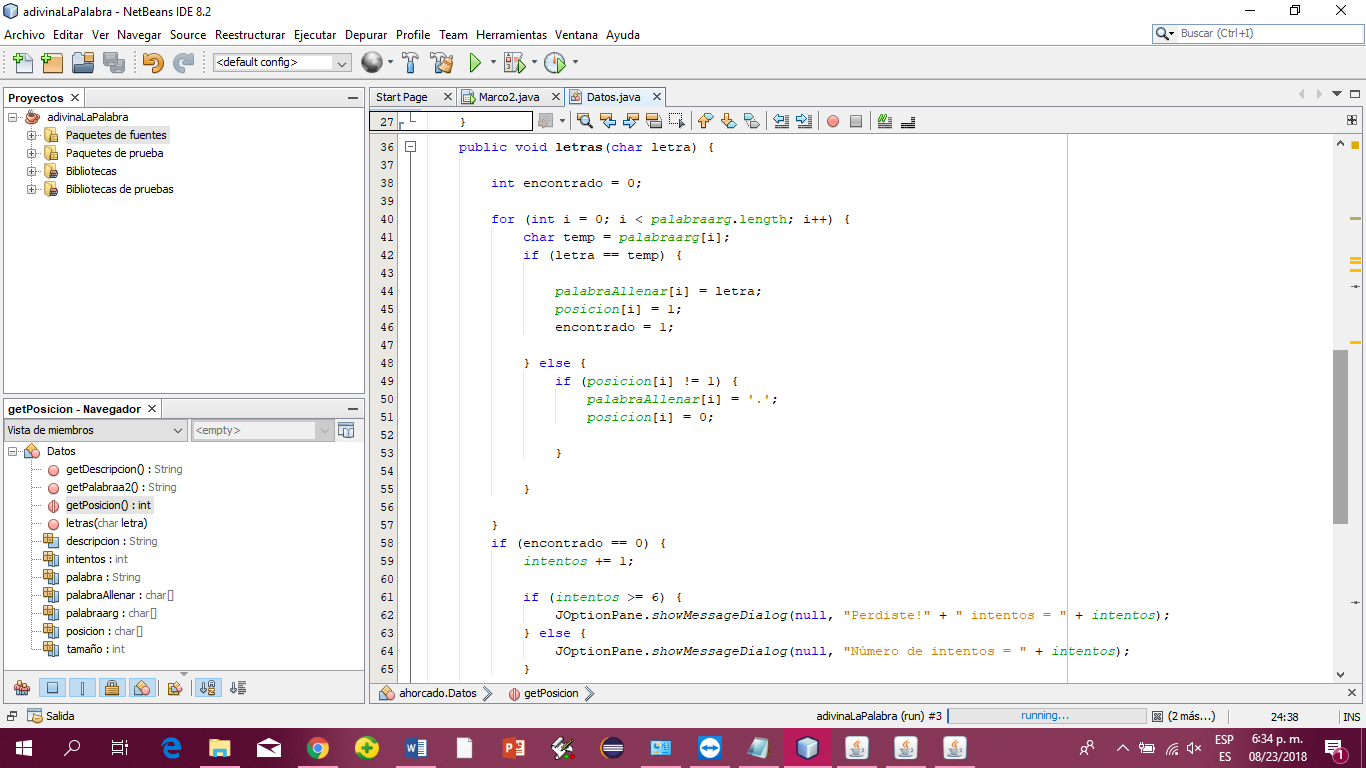 adivinaLaPalabra - NetBeans IDE 8.2
Archivo Editar Ver Navegar Source Reestructurar Ejecutar Depurar Profile Team Herramientas Ventana Ayuda
Buscar (Ctrl+I)
<default config>
Proyectos
adivinaLaPalabra
Paquetes de fuentes
Paquetes de prueba
Bibliotecas
Bibliotecas de pruebas
getPosicion - Navegador
Vista de miembros <empty>
Datos
getDescripcion() : String
getPalabraa2() : String
getPosicion() : int
letras(char letra)
descripcion : String
intentos : int
palabra : String
palabraAllenar : char[]
palabraarg : char[]
posicion : char[]
tamaño : int
Start Page Marco2.java Datos.java
27 }
36 public void letras(char letra) {
37
38 int encontrado = 0;
39
40 for (int i = 0; i < palabraarg.length; i++) {
41 char temp = palabraarg[i];
42 if (letra == temp) {
43
44 palabraAllenar[i] = letra;
45 posicion[i] = 1;
46 encontrado = 1;
47
48 } else {
49 if (posicion[i] != 1) {
50 palabraAllenar[i] = '.';
51 posicion[i] = 0;
52
53 }
54
55 }
56
57 }
58 if (encontrado == 0) {
59 intentos += 1;
60
61 if (intentos >= 6) {
62 JOptionPane.showMessageDialog(null, "Perdiste!" + " intentos = " + intentos);
63 } else {
64 JOptionPane.showMessageDialog(null, "Número de intentos = " + intentos);
65 }
ahorcado.Datos getPosicion
Salida
adivinaLaPalabra (run) #3 running... (2 más...) 24:38 INS
ESP
ES
6:34 p. m.
08/23/2018
1